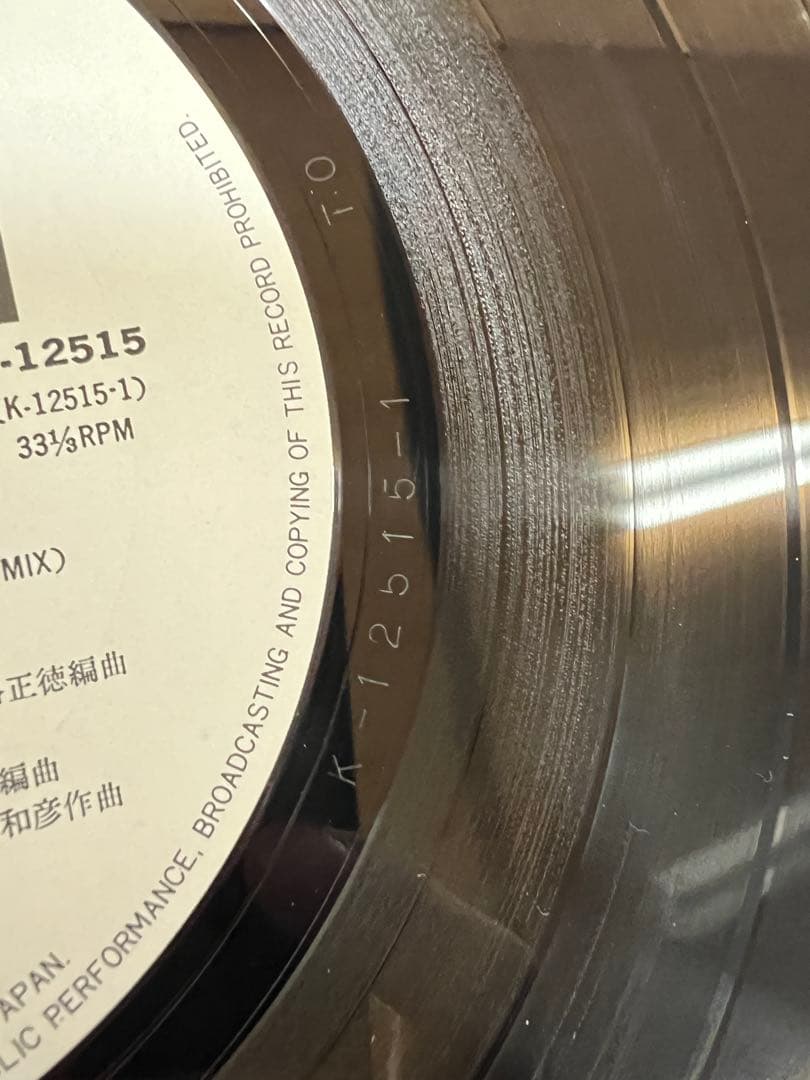 -12515
(K-12515-1)
33⅓RPM
MIX)
正徳編曲
編曲
和彦作曲
APAN.
LIC PERFORMANCE, BROADCASTING AND COPYING OF THIS RECORD PROHIBITED.
K-12515-1 T:O